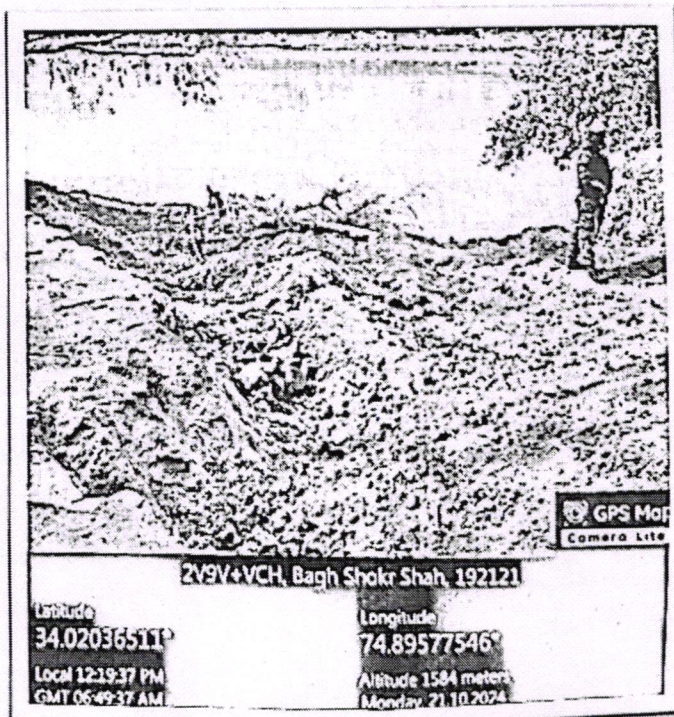 GPS Map
Camera Lite
2V9V+VCH, Bagh Shokr Shah, 192121
Latitude
34.02036511°
Longitude
74.89577546°
Local 12:19:37 PM
GMT 06:49:37 AM
Altitude 1584 meters
Monday, 21.10.2024